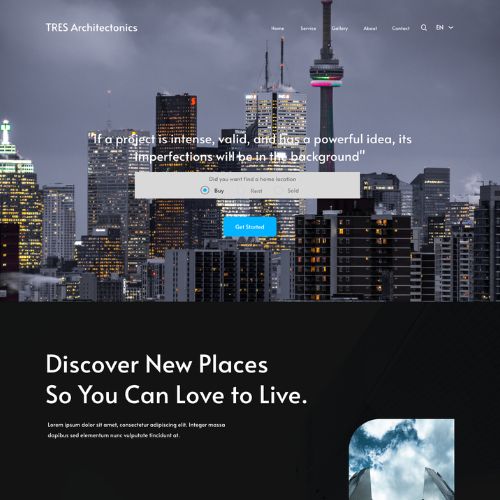 TRES Architectonics
Home Service Gallery About Contact EN
"If a project is intense, valid, and has a powerful idea, its
imperfections will be in the background"
Did you want find a home location
Buy Rent Sold
Get Started
Discover New Places
So You Can Love to Live.
Lorem ipsum dolor sit amet, consectetur adipiscing elit. Integer massa
dapibus sed elementum nunc vulputate tincidunt at.